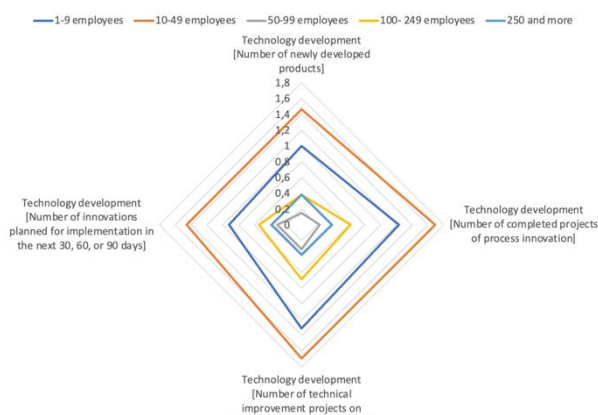 1-9 employees 10-49 employees 50-99 employees 100- 249 employees 250 and more
Technology development
[Number of newly developed
products]
1,8
1,6
1,4
1,2
1
0,8
0,6
0,4
0,2
0
Technology development
[Number of innovations
planned for implementation in
the next 30, 60, or 90 days]
Technology development
[Number of completed projects
of process innovation]
Technology development
[Number of technical
improvement projects on